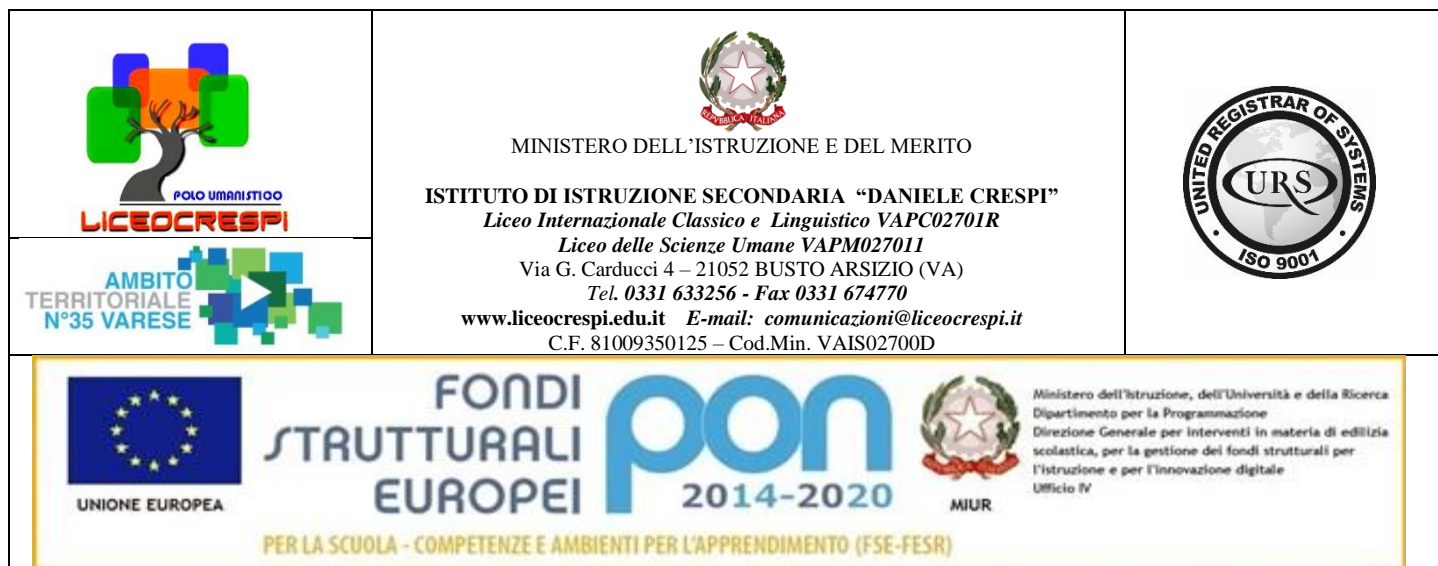 POLO UMANISTICO
LICEOCRESPI
AMBITO
TERRITORIALE
N°35 VARESE
REPVBBLICA ITALIANA
MINISTERO DELL’ISTRUZIONE E DEL MERITO
ISTITUTO DI ISTRUZIONE SECONDARIA “DANIELE CRESPI”
Liceo Internazionale Classico e Linguistico VAPC02701R
Liceo delle Scienze Umane VAPM027011
Via G. Carducci 4 – 21052 BUSTO ARSIZIO (VA)
Tel. 0331 633256 - Fax 0331 674770
www.liceocrespi.edu.it E-mail: comunicazioni@liceocrespi.it
C.F. 81009350125 – Cod.Min. VAIS02700D
UNITED REGISTRAR OF SYSTEMS
URS
ISO 9001
UNIONE EUROPEA
FONDI
STRUTTURALI
EUROPEI
pon
2014-2020
MIUR
Ministero dell'Istruzione, dell'Università e della Ricerca
Dipartimento per la Programmazione
Direzione Generale per interventi in materia di edilizia
scolastica, per la gestione dei fondi strutturali per
l'istruzione e per l'innovazione digitale
Ufficio IV
PER LA SCUOLA - COMPETENZE E AMBIENTI PER L'APPRENDIMENTO (FSE-FESR)